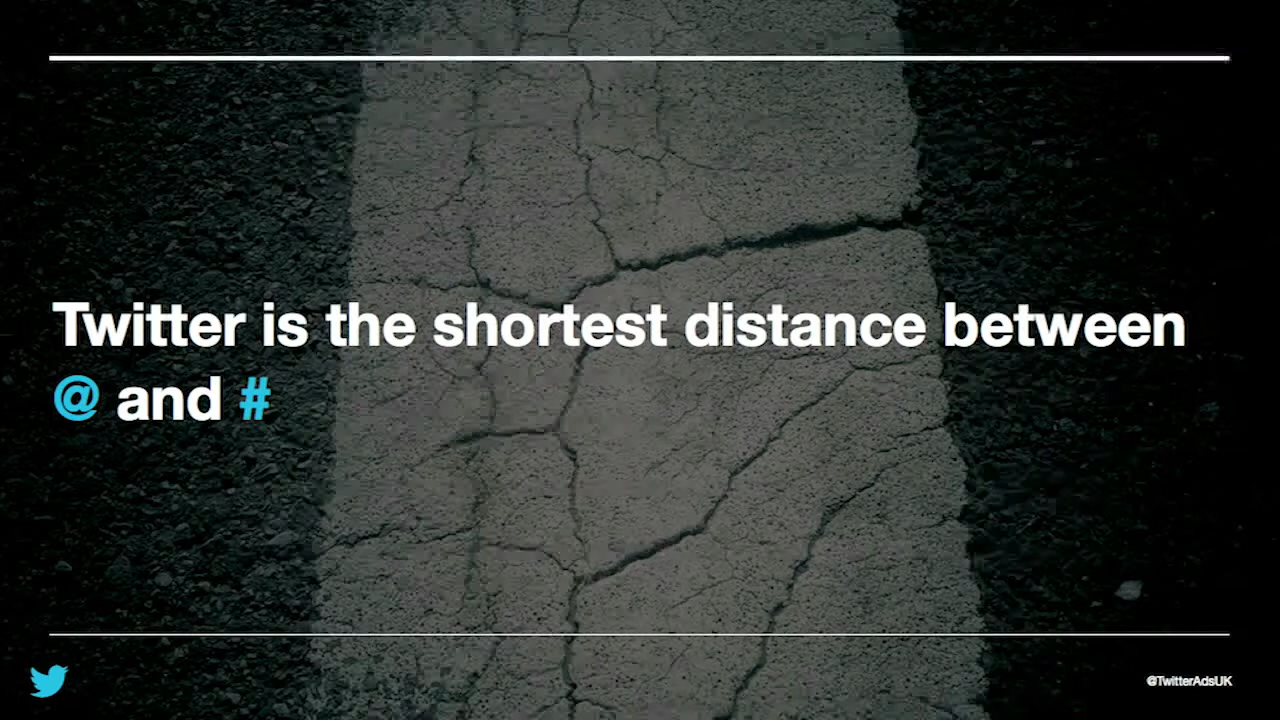 Twitter is the shortest distance between
@ and #
@TwitterAdsUK